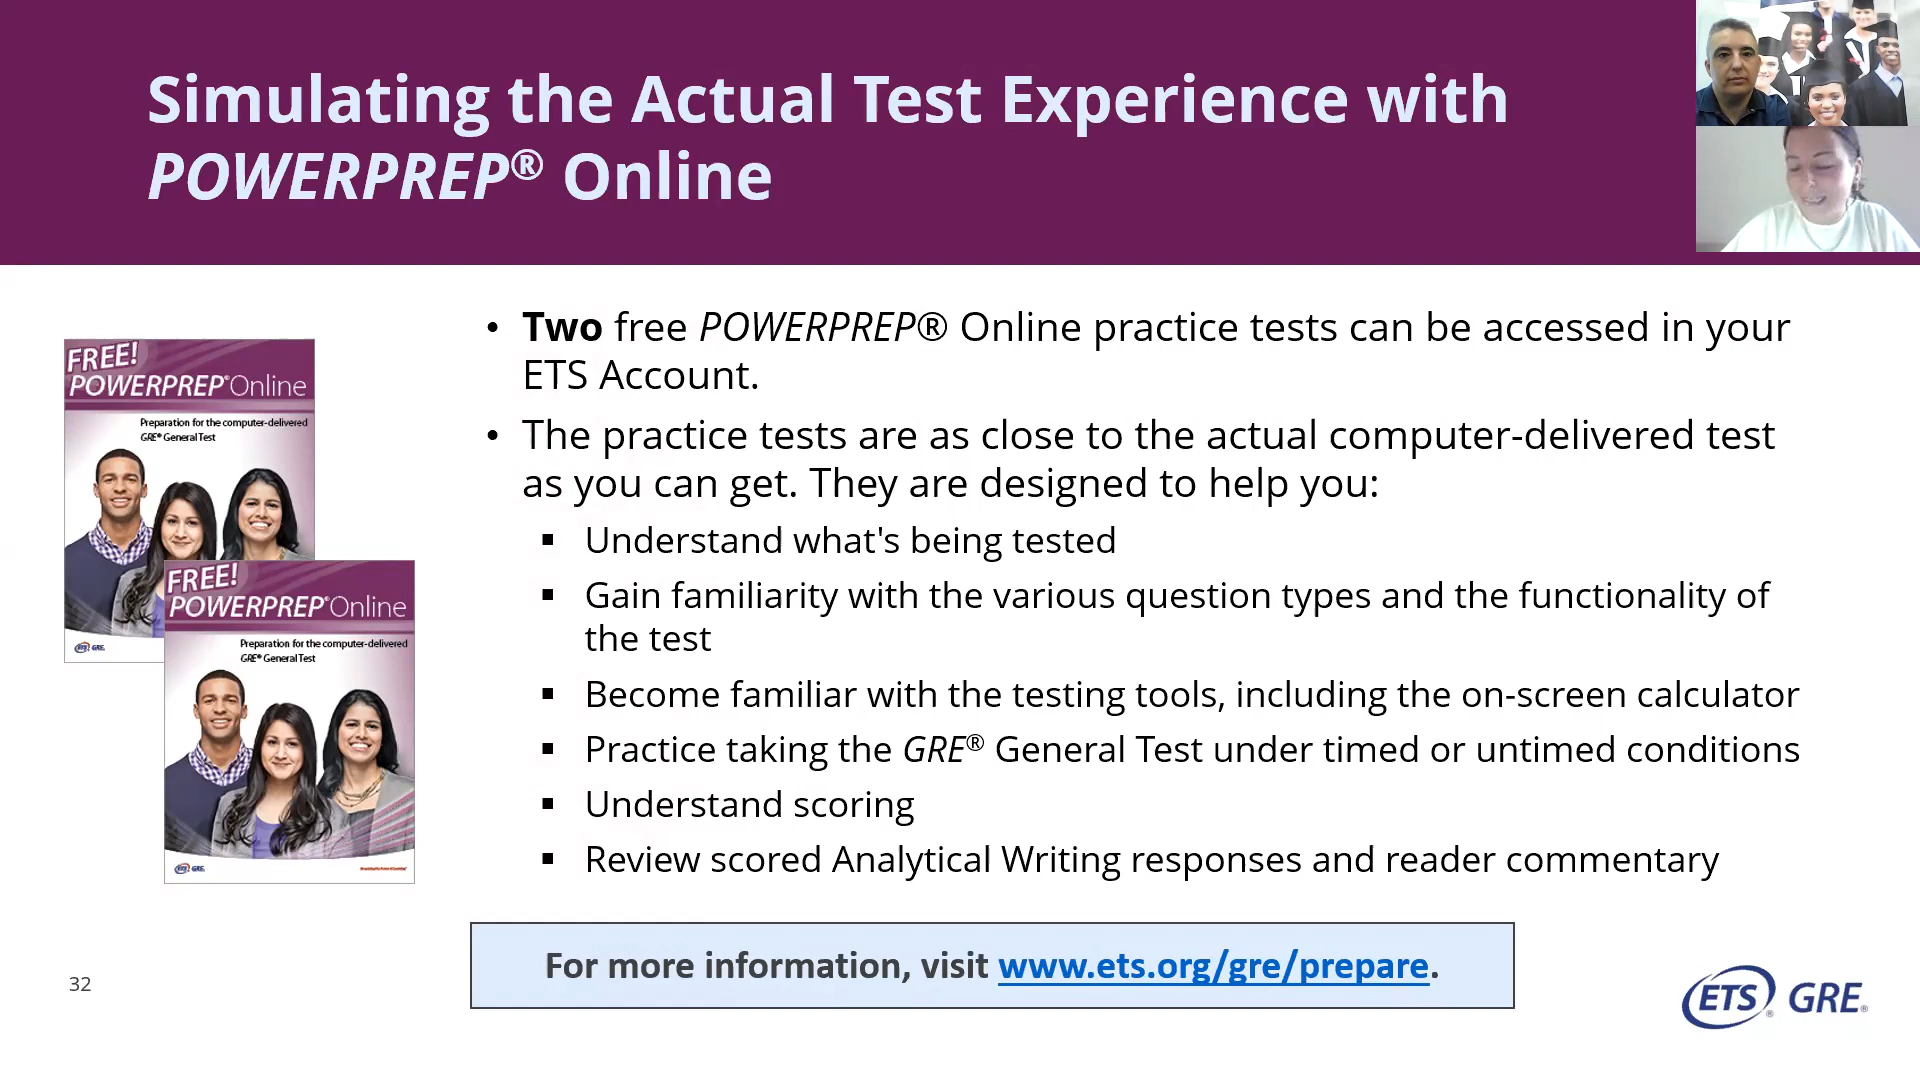 Simulating the Actual Test Experience with
POWERPREP® Online
FREE!
POWERPREP®Online
Preparation for the computer-delivered
GRE® General Test
ETS GRE
FREE!
POWERPREP®Online
Preparation for the computer-delivered
GRE® General Test
ETS GRE
• Two free POWERPREP® Online practice tests can be accessed in your
ETS Account.
• The practice tests are as close to the actual computer-delivered test
as you can get. They are designed to help you:
▪ Understand what's being tested
▪ Gain familiarity with the various question types and the functionality of
the test
▪ Become familiar with the testing tools, including the on-screen calculator
▪ Practice taking the GRE® General Test under timed or untimed conditions
▪ Understand scoring
▪ Review scored Analytical Writing responses and reader commentary
For more information, visit www.ets.org/gre/prepare.
32
ETS® GRE®